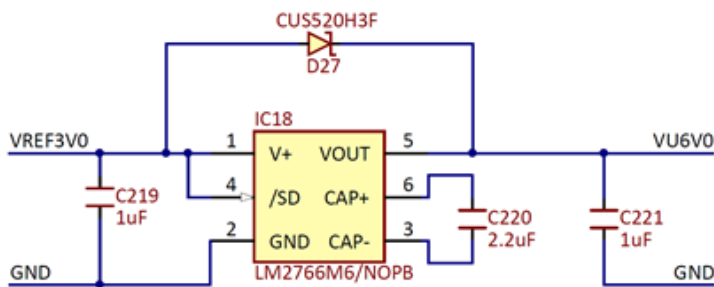 CUS520H3F
D27
IC18
VREF3V0
1
V+
VOUT
5
VU6V0
4
/SD
CAP+
6
C219
1uF
C220
2.2uF
C221
1uF
2
GND
CAP-
3
GND
LM2766M6/NOPB
GND